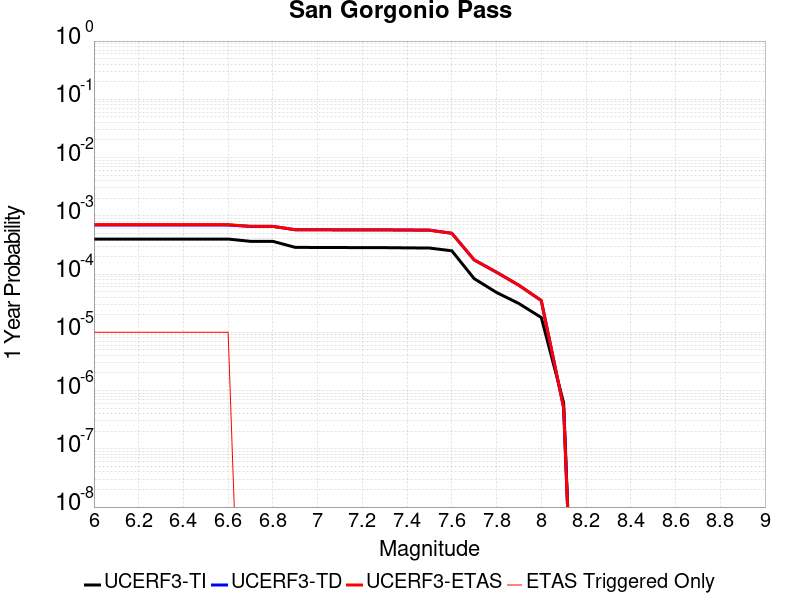 San Gorgonio Pass
10^0
10^-1
10^-2
10^-3
10^-4
10^-5
10^-6
10^-7
10^-8
1 Year Probability
6 6.2 6.4 6.6 6.8 7 7.2 7.4 7.6 7.8 8 8.2 8.4 8.6 8.8 9
Magnitude
UCERF3-TI UCERF3-TD UCERF3-ETAS ETAS Triggered Only